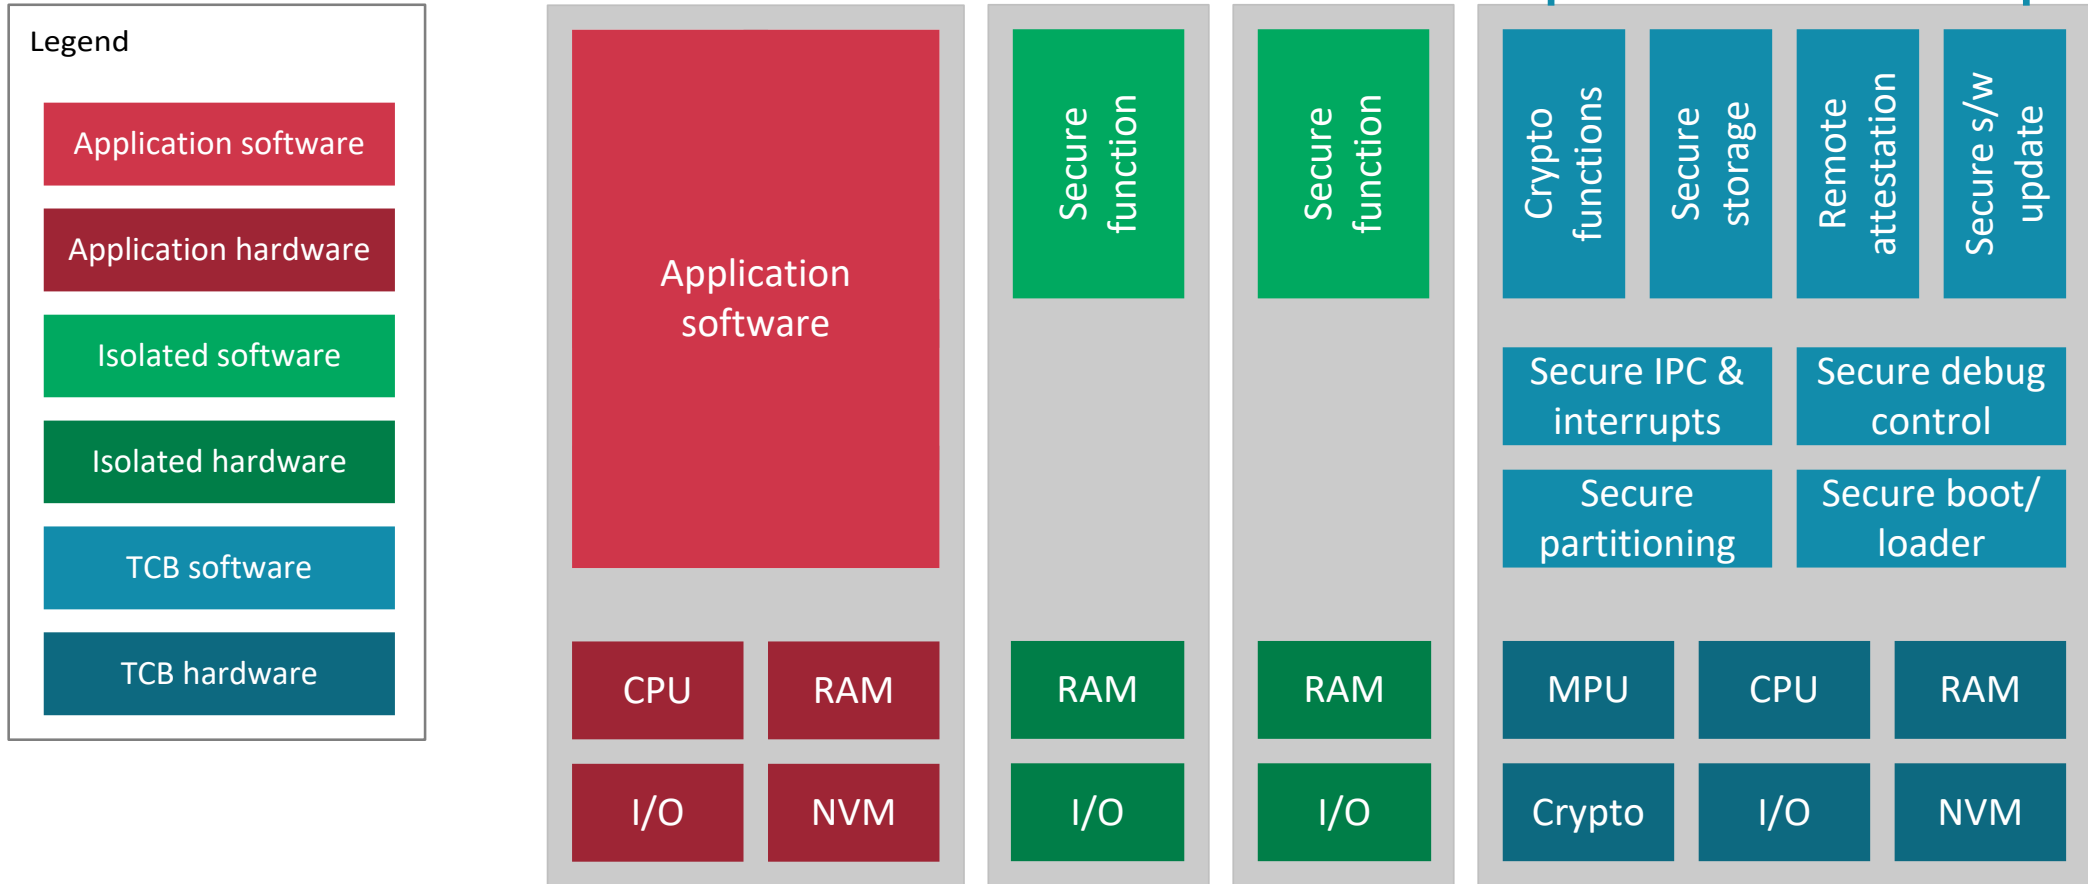 Legend
Application software
Application hardware
Isolated software
Isolated hardware
TCB software
TCB hardware
Application
software
CPU
RAM
I/O
NVM
Secure
function
RAM
I/O
Secure
function
RAM
I/O
Crypto
functions
Secure
storage
Remote
attestation
Secure s/w
update
Secure IPC &
interrupts
Secure debug
control
Secure
partitioning
Secure boot/
loader
MPU
CPU
RAM
Crypto
I/O
NVM